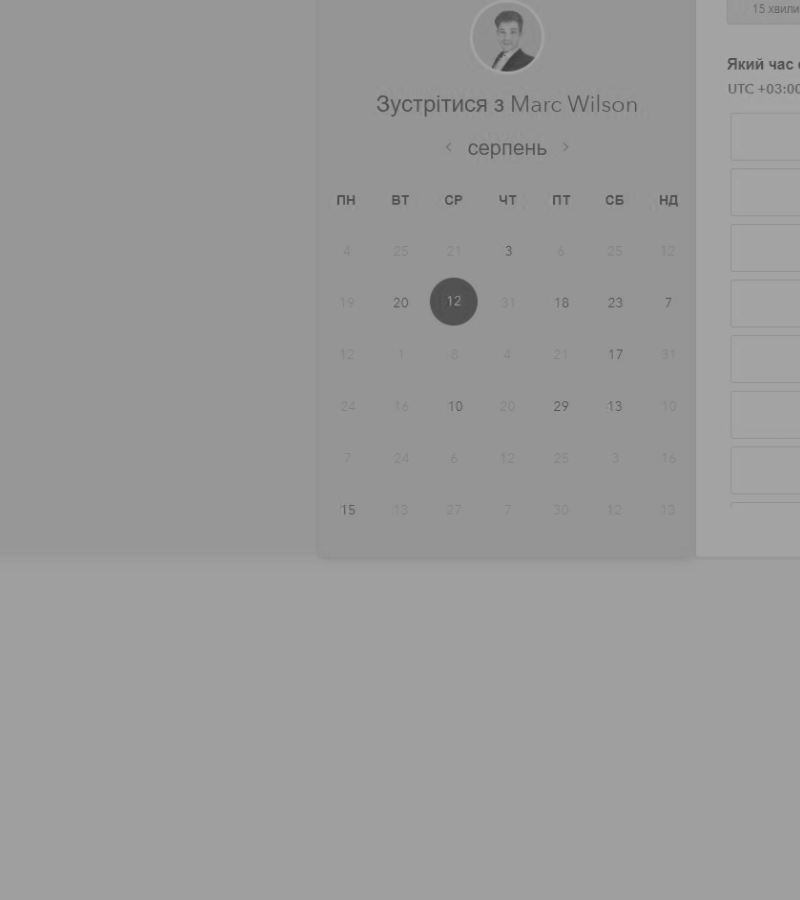 15 хвили
Зустрітися з Marc Wilson
Який час
UTC +03:00
серпень
ПН ВТ СР ЧТ ПТ СБ НД
4 25 21 3 6 25 12
19 20 12 31 18 23 7
12 1 8 4 21 17 31
24 16 10 20 29 13 10
7 24 6 12 25 3 16
15 13 27 7 30 12 13